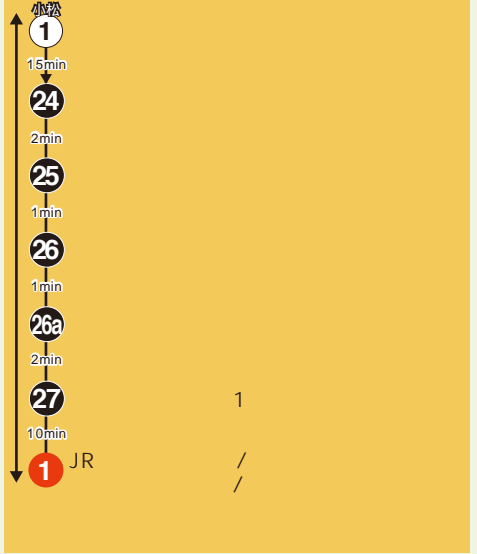 小松
1
15min
24
2min
25
1min
26
1min
26a
2min
27 1
10min
1 JR /
/